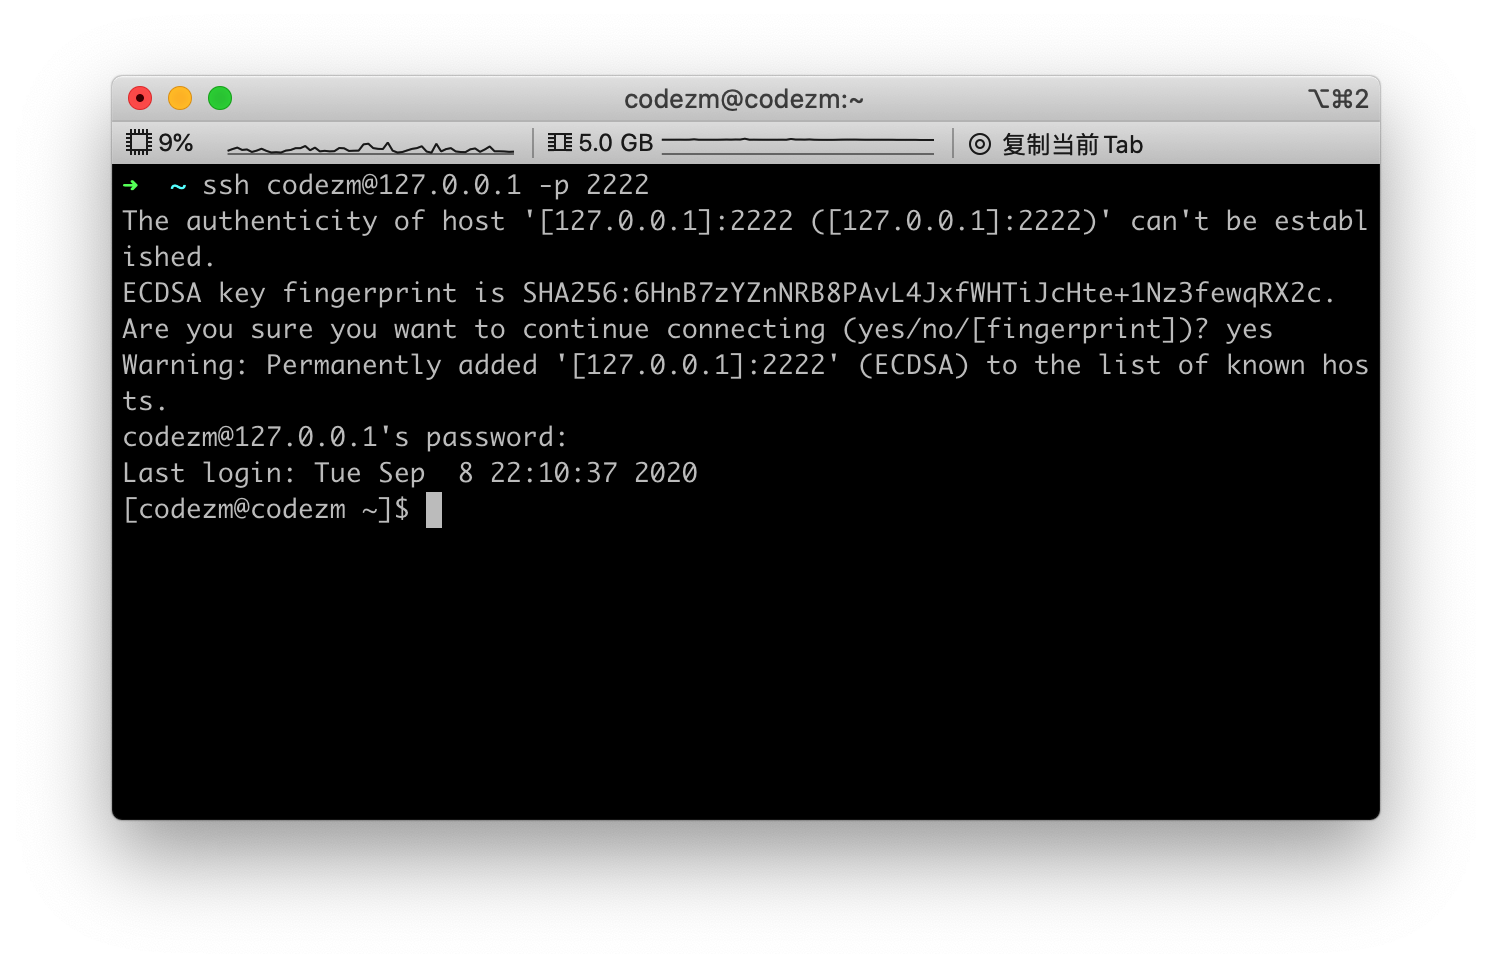 codezm@codezm:~
⌥⌘2
9%
5.0 GB
复制当前 Tab
➜  ~ ssh codezm@127.0.0.1 -p 2222
The authenticity of host '[127.0.0.1]:2222 ([127.0.0.1]:2222)' can't be establ
ished.
ECDSA key fingerprint is SHA256:6HnB7zYZnNRB8PAvL4JxfWHTiJcHte+1Nz3fewqRX2c.
Are you sure you want to continue connecting (yes/no/[fingerprint])? yes
Warning: Permanently added '[127.0.0.1]:2222' (ECDSA) to the list of known hos
ts.
codezm@127.0.0.1's password:
Last login: Tue Sep  8 22:10:37 2020
[codezm@codezm ~]$